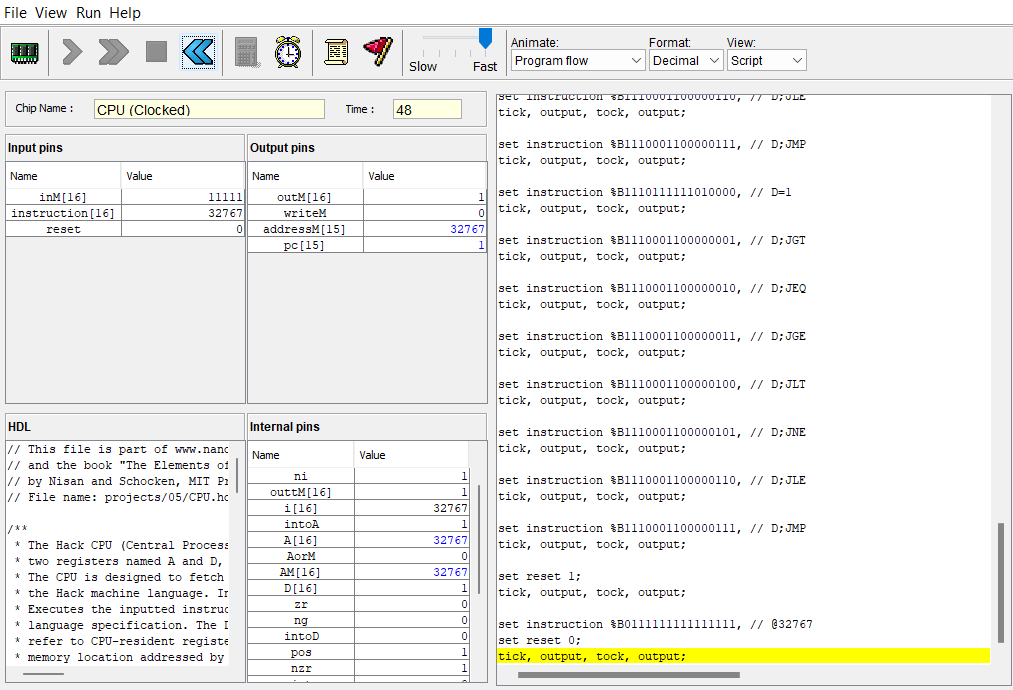 File View Run Help
Slow Fast
Animate: Format: View:
Program flow Decimal Script
Chip Name : CPU (Clocked) Time : 48
Input pins
Name Value
inM[16] 11111
instruction[16] 32767
reset 0
Output pins
Name Value
outM[16] 1
writeM 0
addressM[15] 32767
pc[15] 1
HDL
// This file is part of www.nand
// and the book "The Elements of
// by Nisan and Schocken, MIT Pr
// File name: projects/05/CPU.hd
/**
* The Hack CPU (Central Process
* two registers named A and D,
* The CPU is designed to fetch
* the Hack machine language. In
* Executes the inputted instruc
* language specification. The D
* refer to CPU-resident registe
* memory location addressed by
Internal pins
Name Value
ni 1
outtM[16] 1
i[16] 32767
intoA 1
A[16] 32767
AorM 0
AM[16] 32767
D[16] 1
zr 0
ng 0
intoD 0
pos 1
nzr 1
set instruction %B1110001100000110, // D;JLE
tick, output, tock, output;
set instruction %B1110001100000111, // D;JMP
tick, output, tock, output;
set instruction %B1110111111010000, // D=1
tick, output, tock, output;
set instruction %B1110001100000001, // D;JGT
tick, output, tock, output;
set instruction %B1110001100000010, // D;JEQ
tick, output, tock, output;
set instruction %B1110001100000011, // D;JGE
tick, output, tock, output;
set instruction %B1110001100000100, // D;JLT
tick, output, tock, output;
set instruction %B1110001100000101, // D;JNE
tick, output, tock, output;
set instruction %B1110001100000110, // D;JLE
tick, output, tock, output;
set instruction %B1110001100000111, // D;JMP
tick, output, tock, output;
set reset 1;
tick, output, tock, output;
set instruction %B0111111111111111, // @32767
set reset 0;
tick, output, tock, output;